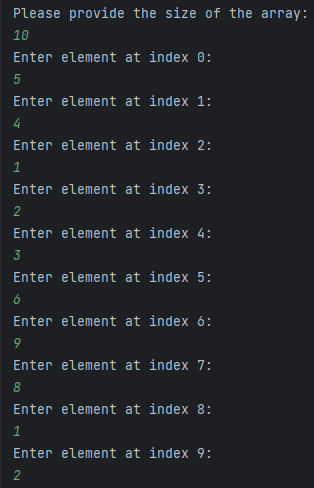 Please provide the size of the array:
10
Enter element at index 0:
5
Enter element at index 1:
4
Enter element at index 2:
1
Enter element at index 3:
2
Enter element at index 4:
3
Enter element at index 5:
6
Enter element at index 6:
9
Enter element at index 7:
8
Enter element at index 8:
1
Enter element at index 9:
2